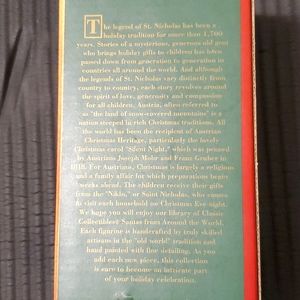 The legend of St. Nicholas has been a
holiday tradition for more than 1,700
years. Stories of a mysterious, generous old gent
who brings holiday gifts to children has been
passed down from generation to generation in
countries all around the world. And although
the legends of St. Nicholas vary distinctly from
country to country, each story revolves around
the spirit of love, generosity and compassion
for all children. Austria, often referred to
as "the land of snow-covered mountains" is a
nation steeped in rich Christmas traditions. All
the world has been the recipient of Austrian
Christmas Heritage, particularly the lovely
Christmas carol "Silent Night," which was penned
by Austrians Joseph Mohr and Franz Gruber in
1818. For Austrians, Christmas is largely a religious
and a family affair for which preparations begin
weeks ahead. The children receive their gifts
from the "Niklo," or Saint Nicholas, who comes
to visit each household on Christmas Eve night.
We hope you will enjoy our library of Classic
Collectibles Santas from Around the World.
Each figurine is handcrafted by truly skilled
artisans in the "old world" tradition and
hand painted with fine detailing. As you
add each new piece, this collection
is sure to become an intricate part
of your holiday celebration.